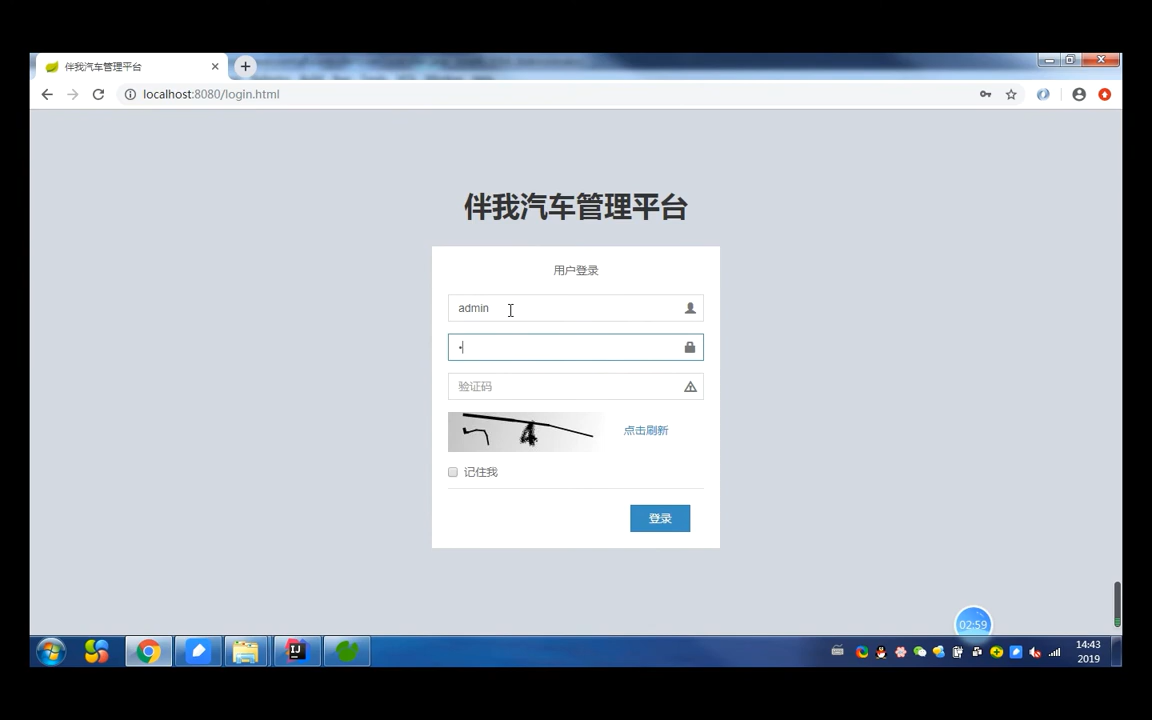 伴我汽车管理平台
localhost:8080/login.html
伴我汽车管理平台
用户登录
admin
验证码
点击刷新
记住我
登录
02:59
14:43
2019